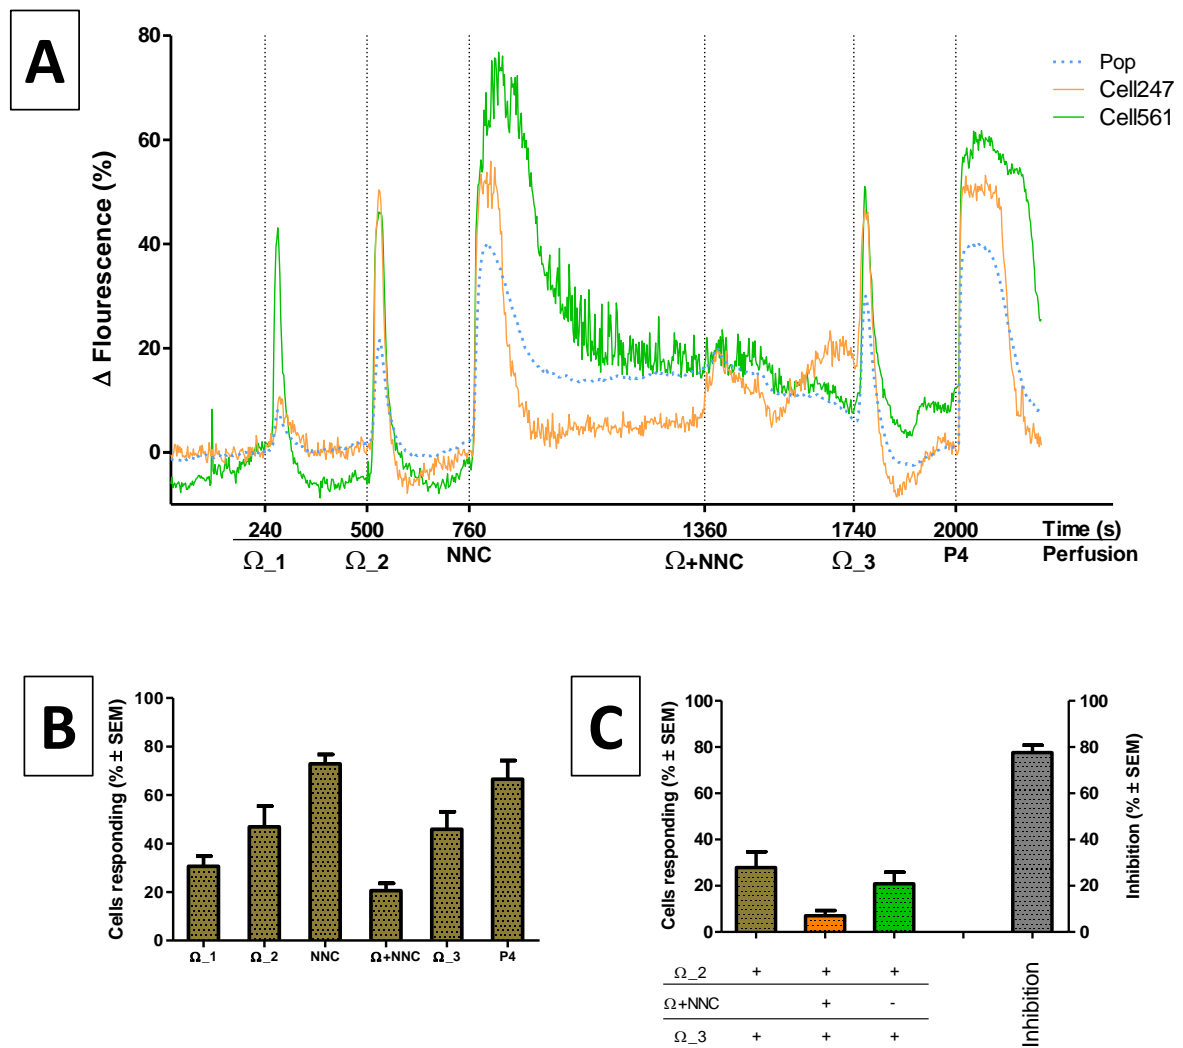 A
Δ Flourescence (%)
80
60
40
20
0
Pop
Cell247
Cell561
240 500 760 1360 1740 2000 Time (s)
Ω_1 Ω_2 NNC Ω+NNC Ω_3 P4 Perfusion
B
Cells responding (% ± SEM)
100
80
60
40
20
0
Ω_1 Ω_2 NNC Ω+NNC Ω_3 P4
C
Cells responding (% ± SEM)
100
80
60
40
20
0
100
80
60
40
20
0
Inhibition (% ± SEM)
Ω_2 + + +
Ω+NNC + -
Ω_3 + + +
Inhibition